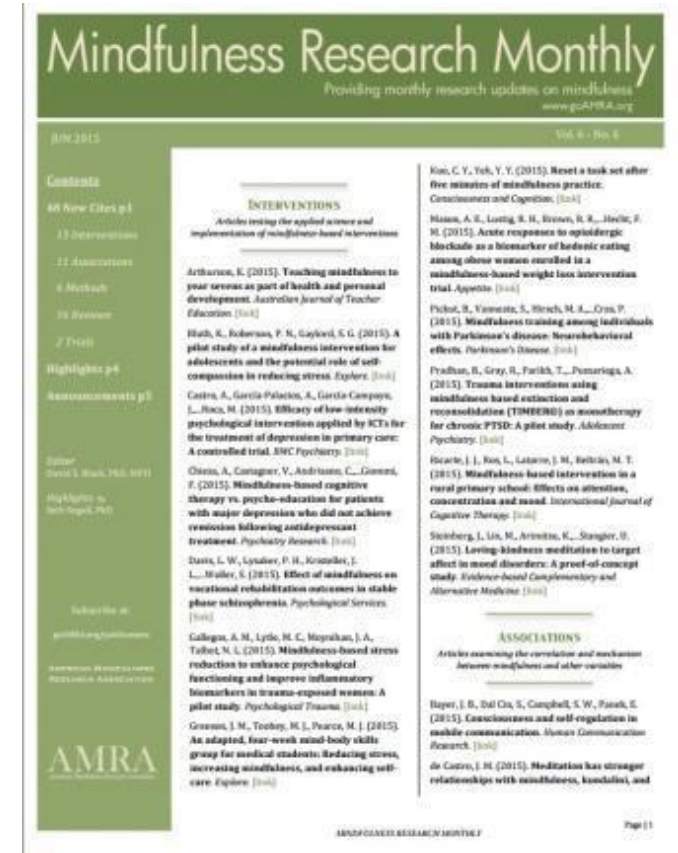 Mindfulness Research Monthly
Providing monthly research updates on mindfulness
www.goAMRA.org
JUN 2015
Vol. 6 - No. 6
Contents
48 New Cites p1
13 Interventions
11 Associations
6 Methods
16 Reviews
2 Trials
Highlights p4
Announcements p5
Editor
David S. Black, PhD, MPH
Highlights by
Seth Segall, PhD
Subscribe at
AMERICAN MINDFULNESS
RESEARCH ASSOCIATION
AMRA
INTERVENTIONS
Articles testing the applied science and
implementation of mindfulness-based interventions
Arthurson, K. (2015). Teaching mindfulness to
year sevens as part of health and personal
development. Australian Journal of Teacher
Education. [link]
Bluth, K., Roberson, P. N., Gaylord, S. G. (2015). A
pilot study of a mindfulness intervention for
adolescents and the potential role of self-
compassion in reducing stress. Explore. [link]
Castro, A., García-Palacios, A., García-Campayo,
J.,...Roca, M. (2015). Efficacy of low-intensity
psychological intervention applied by ICTs for
the treatment of depression in primary care:
A controlled trial. BMC Psychiatry. [link]
Chiesa, A., Castagner, V., Andrisano, C.,...
F. (2015). Mindfulness-based cognitive
therapy vs. psycho-education for patients
with major depression who did not achieve
remission following antidepressant
treatment. Psychiatry Research. [link]
Davis, L. W., Lysaker, P. H., Kristeller, J.
L.,...Woller, S. (2015). Effect of mindfulness on
vocational rehabilitation outcomes in stable
phase schizophrenia. Psychological Services.
[link]
Gallegos, A. M., Lytle, M. C., Moynihan, J. A.,
Talbot, N. L. (2015). Mindfulness-based stress
reduction to enhance psychological
functioning and improve inflammatory
biomarkers in trauma-exposed women: A
pilot study. Psychological Trauma. [link]
Greeson, J. M., Toohey, M. J., Pearce, M. J. (2015).
An adapted, four-week mind-body skills
group for medical students: Reducing stress,
increasing mindfulness, and enhancing self-
care. Explore. [link]
Kuo, C. Y., Yeh, Y. Y. (2015). Reset a task set after
five minutes of mindfulness practice.
Consciousness and Cognition. [link]
Mason, A. E., Lustig, R. H., Brown, R. R.,...Hecht, F.
M. (2015). Acute responses to opioidergic
blockade as a biomarker of hedonic eating
among obese women enrolled in a
mindfulness-based weight loss intervention
trial. Appetite. [link]
Pickut, B., Vanneste, S., Hirsch, M. A.,...Cras, P.
(2015). Mindfulness training among individuals
with Parkinson's disease: Neurobehavioral
effects. Parkinson's Disease. [link]
Pradhan, B., Gray, R., Parikh, T.,...Pumariega, A.
(2015). Trauma interventions using
mindfulness based extinction and
reconsolidation (TIMBER©) as monotherapy
for chronic PTSD: A pilot study. Adolescent
Psychiatry. [link]
Ricarte, J. J., Ros, L., Latorre, J. M., Beltrán, M. T.
(2015). Mindfulness-based intervention in a
rural primary school: Effects on attention,
concentration and mood. International Journal of
Cognitive Therapy. [link]
Steinberg, J., Lin, M., Arimitsu, K.,...Stangier, U.
(2015). Loving-kindness meditation to target
affect in mood disorders: A proof-of-concept
study. Evidence-based Complementary and
Alternative Medicine. [link]
ASSOCIATIONS
Articles examining the correlation and mechanism
between mindfulness and other variables
Bayer, J. B., Dal Cin, S., Campbell, S. W., Panek, E.
(2015). Consciousness and self-regulation in
mobile communication. Human Communication
Research. [link]
de Castro, J. M. (2015). Meditation has stronger
relationships with mindfulness, kundalini, and
MINDFULNESS RESEARCH MONTHLY
Page | 1